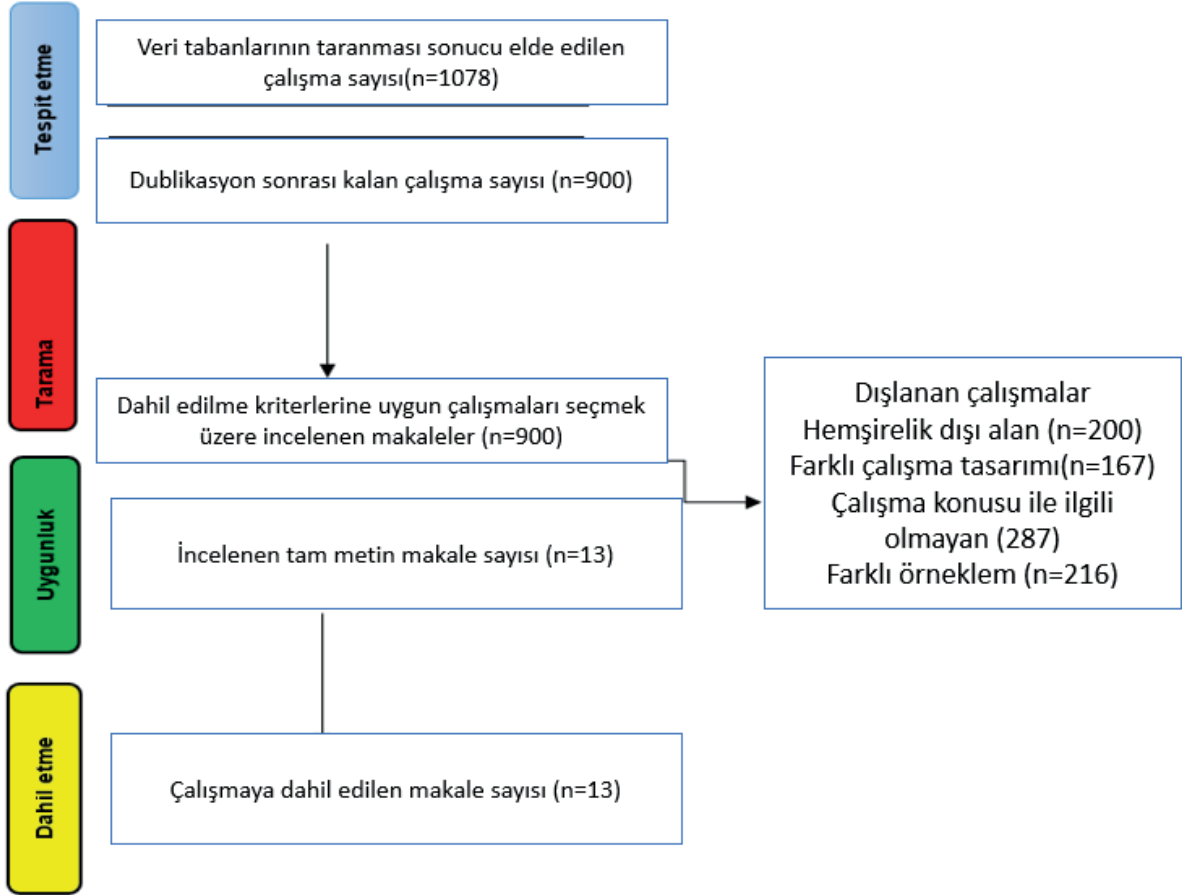 Tespit etme
Veri tabanlarının taranması sonucu elde edilen
çalışma sayısı(n=1078)
Dublikasyon sonrası kalan çalışma sayısı (n=900)
Tarama
Dahil edilme kriterlerine uygun çalışmaları seçmek
üzere incelenen makaleler (n=900)
Dışlanan çalışmalar
Hemşirelik dışı alan (n=200)
Farklı çalışma tasarımı(n=167)
Çalışma konusu ile ilgili
olmayan (287)
Farklı örneklem (n=216)
Uygunluk
İncelenen tam metin makale sayısı (n=13)
Dahil etme
Çalışmaya dahil edilen makale sayısı (n=13)